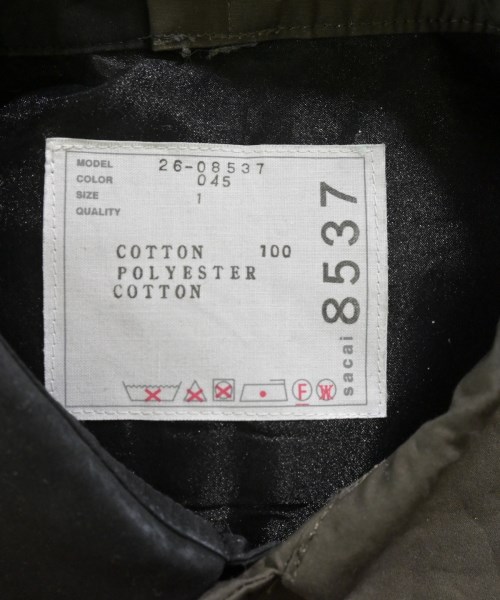 MODEL 26-08537
COLOR 045
SIZE 1
QUALITY
COTTON 100
POLYESTER
COTTON
sacai 8537
F W